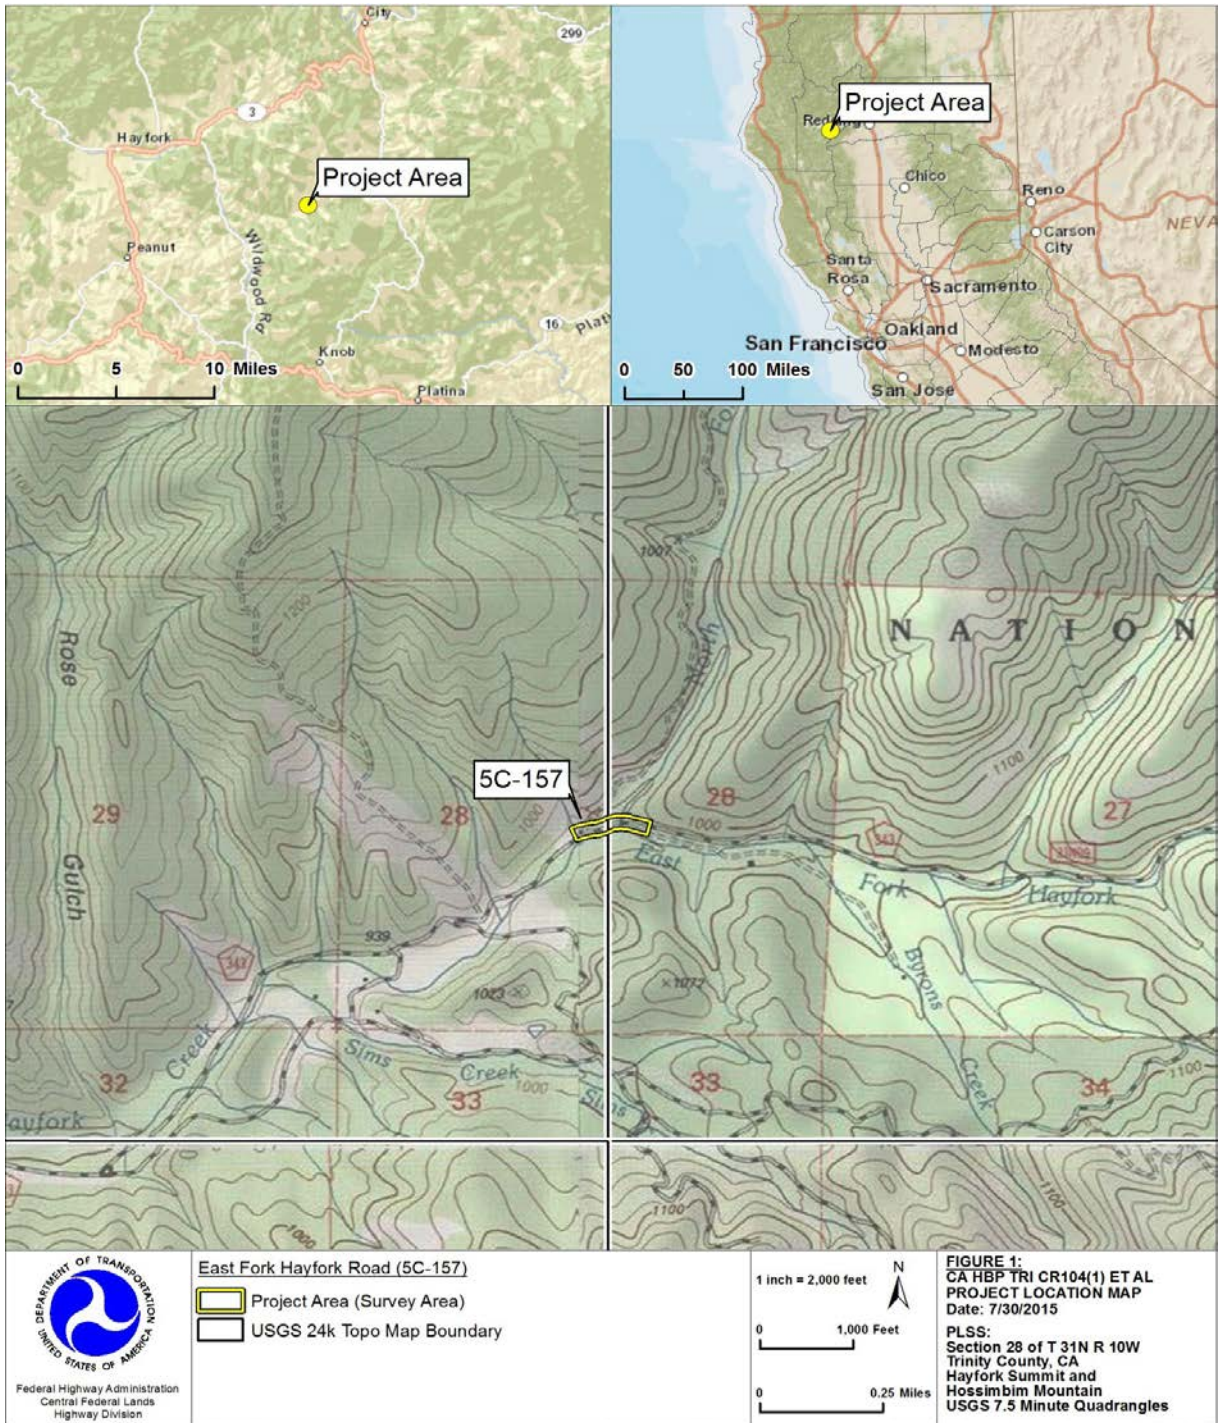 City
299
3
Hayfork
Project Area
Peanut
Wildwood Rd
16
Knob
Platina
0 5 10 Miles
Project Area
Chico
Reno
Carson
City
Santa
Rosa
Sacramento
Oakland
San Francisco
Modesto
San Jose
0 50 100 Miles
1100
1007
1200
Rose
North
NATION
1100
5C-157
29
28
28
27
1000
1000
343
East
Fork
Hayfork
Gulch
939
343
Byrons
1073
×1077
Creek
Sims
Creek
1000
Sims
Creek
32
33
33
34
1100
ayfork
1000
1100
1100
DEPARTMENT OF TRANSPORTATION
UNITED STATES OF AMERICA
Federal Highway Administration
Central Federal Lands
Highway Division
East Fork Hayfork Road (5C-157)
Project Area (Survey Area)
USGS 24k Topo Map Boundary
1 inch = 2,000 feet
N
0 1,000 Feet
0 0.25 Miles
FIGURE 1:
CA HBP TRI CR104(1) ET AL
PROJECT LOCATION MAP
Date: 7/30/2015
PLSS:
Section 28 of T 31N R 10W
Trinity County, CA
Hayfork Summit and
Hossimbim Mountain
USGS 7.5 Minute Quadrangles